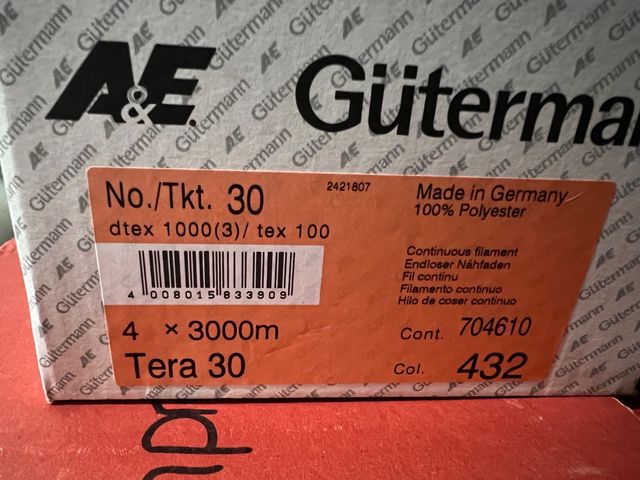 A&E. Güterma
No./Tkt. 30
2421807
Made in Germany
100% Polyester
dtex 1000(3)/ tex 100
Continuous filament
Endloser Nähfaden
Fil continu
Filamento continuo
Hilo de coser continuo
4 008015 833909
4 × 3000m
Cont. 704610
Tera 30
Col. 432